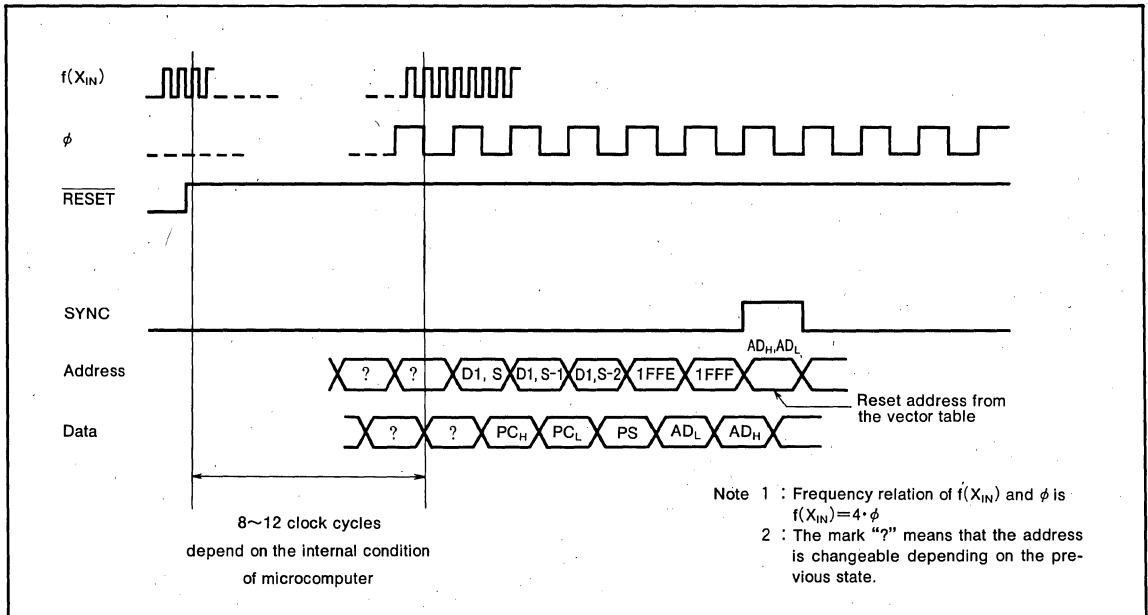 f(XIN)
ϕ
RESET
SYNC
ADH,ADL
Address
? ? D1, S D1, S-1 D1,S-2 1FFE 1FFF
Reset address from
the vector table
Data
? ? PCH PCL PS ADL ADH
8~12 clock cycles
depend on the internal condition
of microcomputer
Note 1 : Frequency relation of f(XIN) and ϕ is
f(XIN)=4·ϕ
2 : The mark "?" means that the address
is changeable depending on the pre-
vious state.